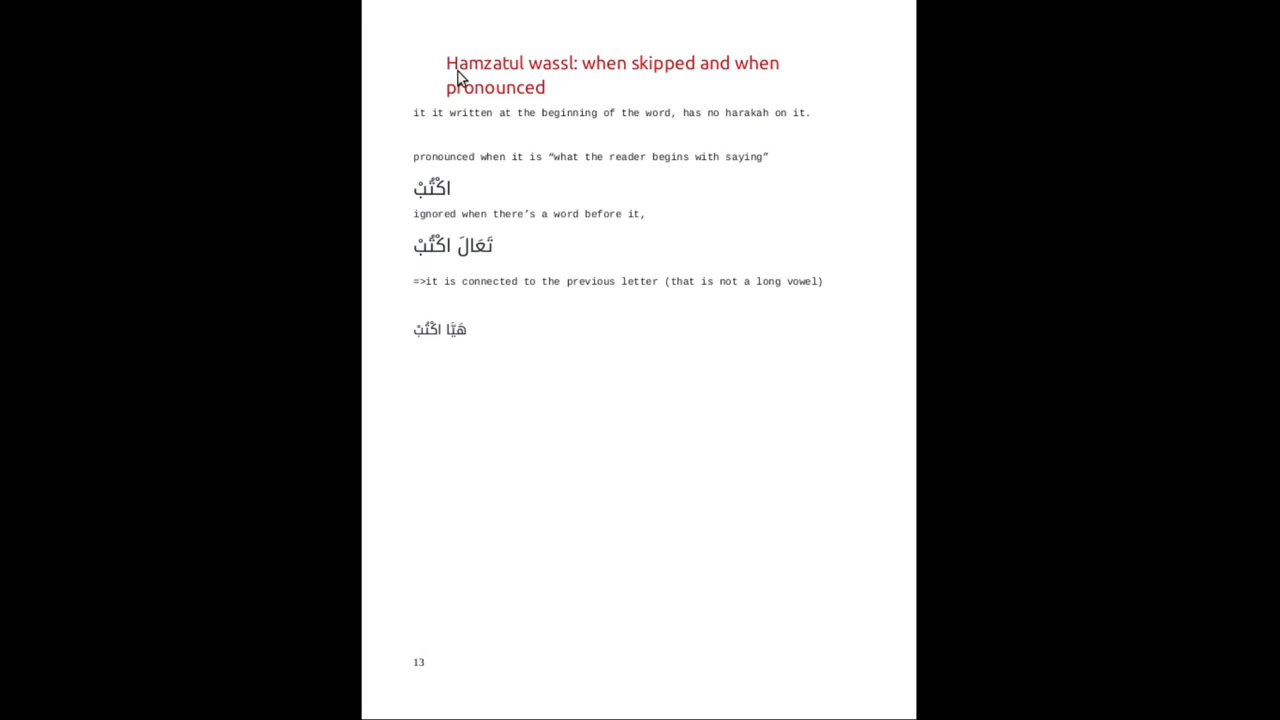 Hamzatul wassl: when skipped and when
pronounced
it it written at the beginning of the word, has no harakah on it.
pronounced when it is “what the reader begins with saying”
اكْتُبْ
ignored when there’s a word before it,
تَعَالَ اكْتُبْ
=>it is connected to the previous letter (that is not a long vowel)
هَيَّا اكْتُبْ
13